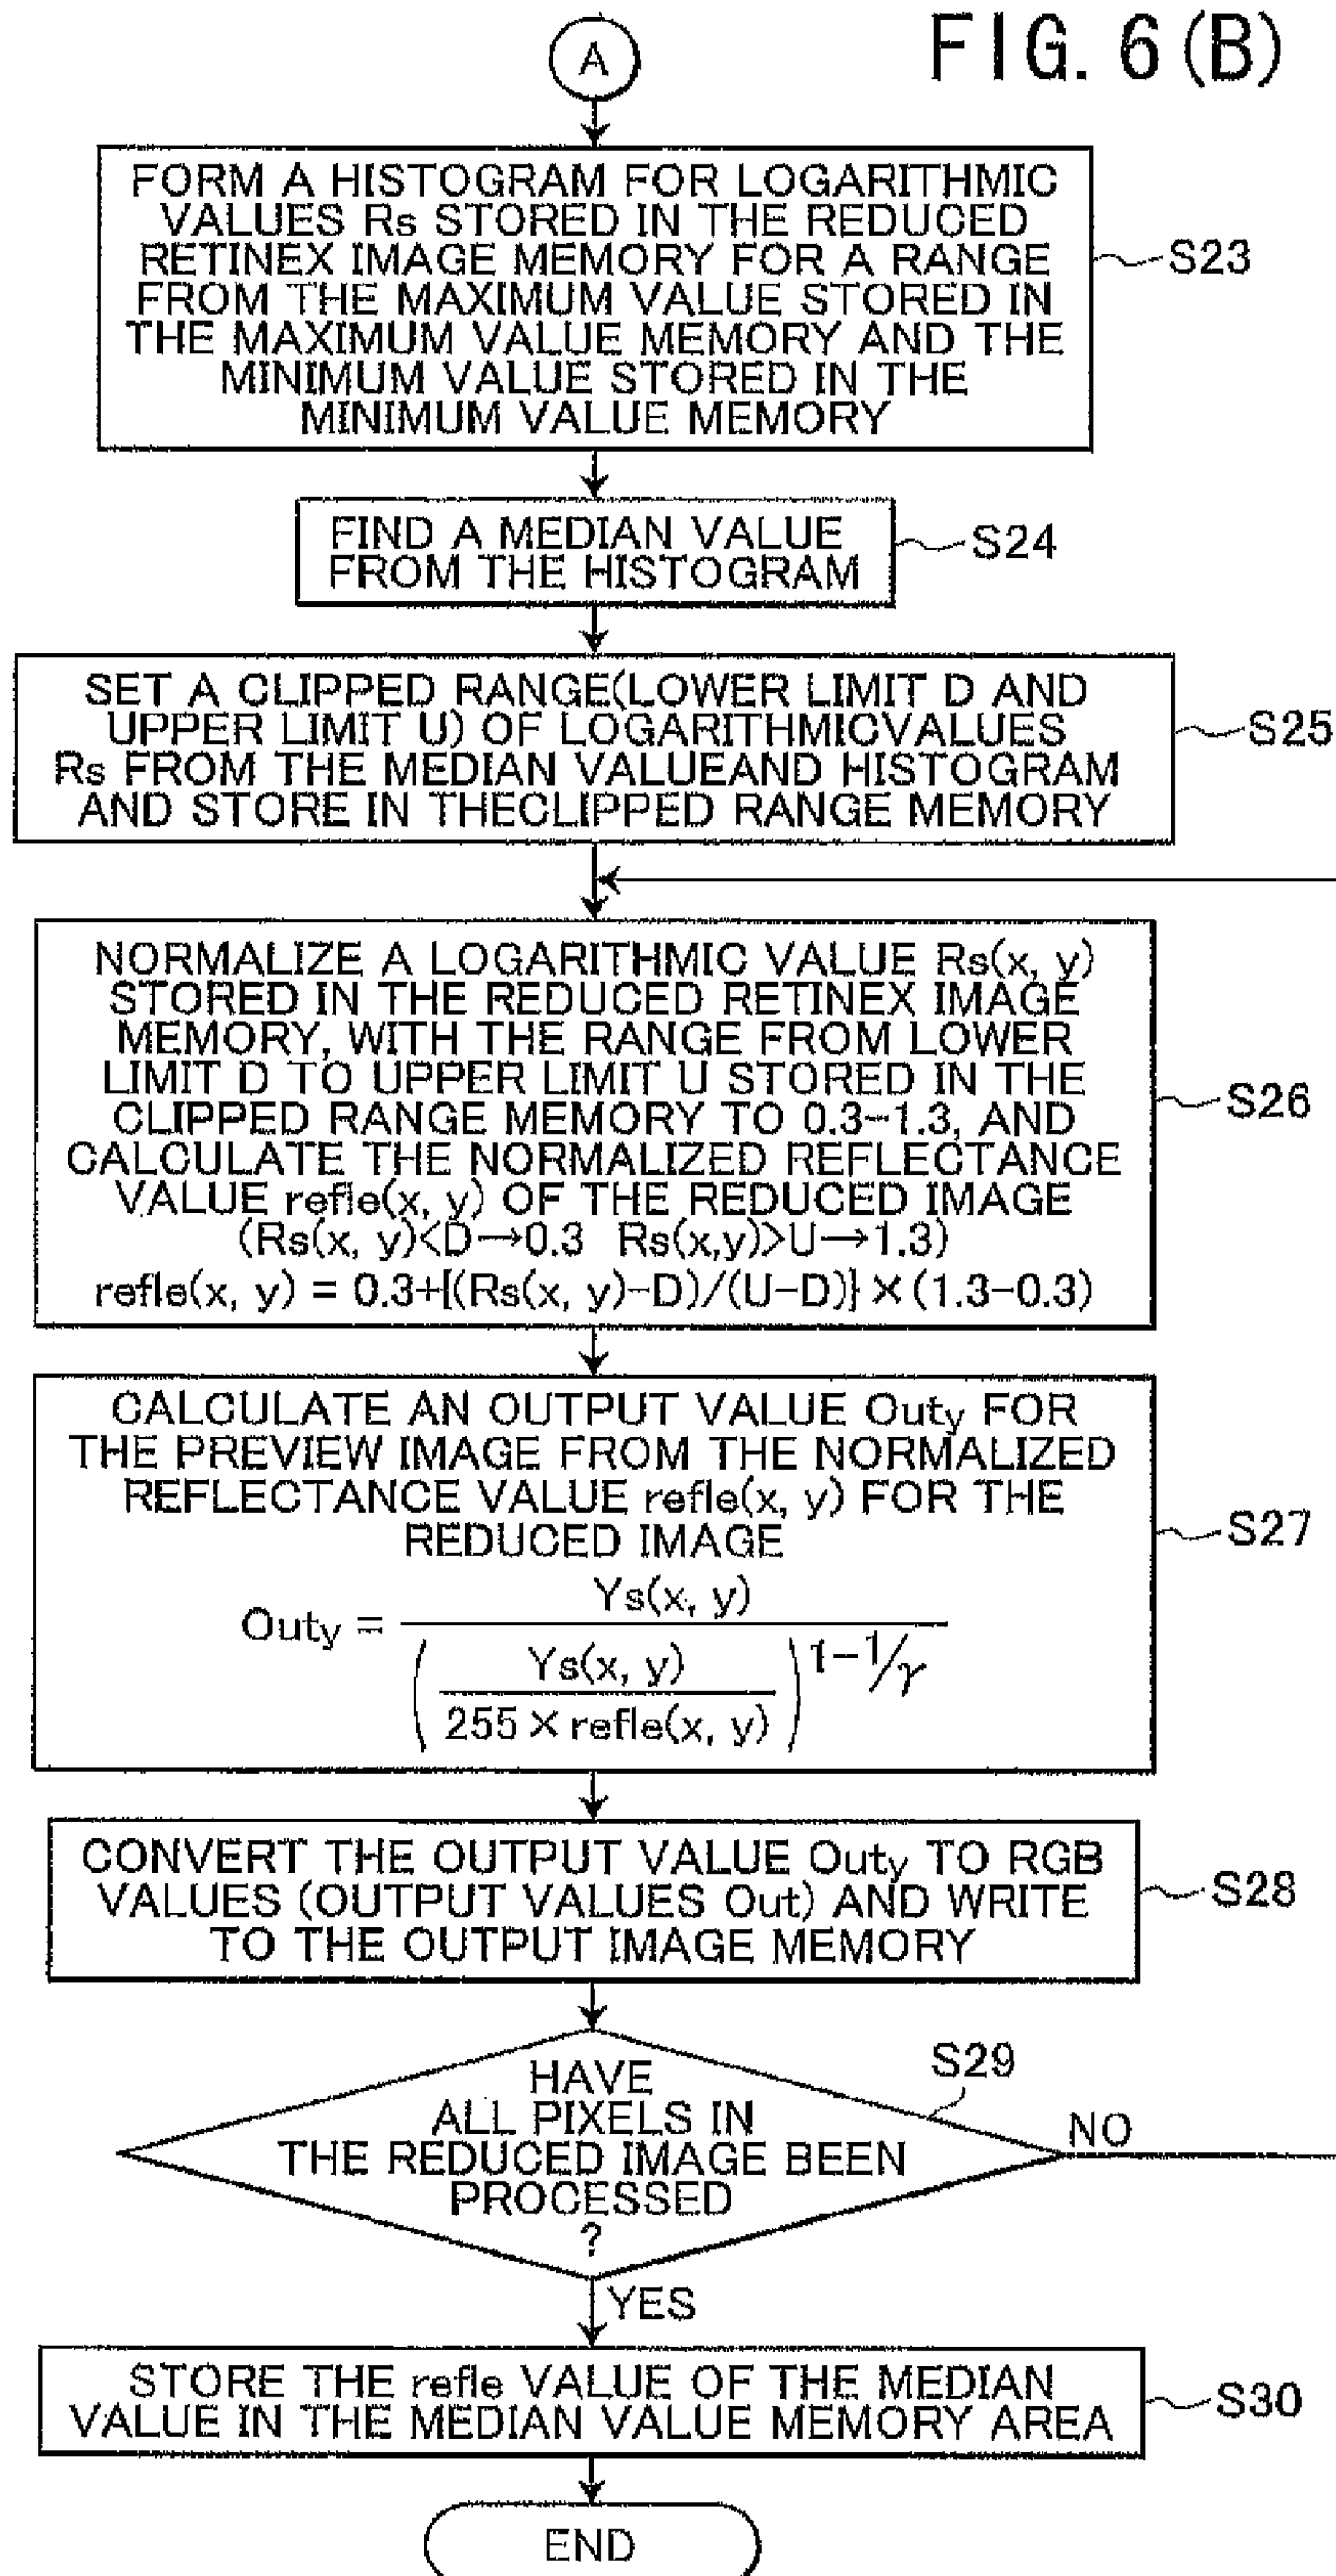 FIG. 6 (B)
A
FORM A HISTOGRAM FOR LOGARITHMIC
VALUES Rs STORED IN THE REDUCED
RETINEX IMAGE MEMORY FOR A RANGE
FROM THE MAXIMUM VALUE STORED IN
THE MAXIMUM VALUE MEMORY AND THE
MINIMUM VALUE STORED IN THE
MINIMUM VALUE MEMORY
S23
FIND A MEDIAN VALUE
FROM THE HISTOGRAM
S24
SET A CLIPPED RANGE(LOWER LIMIT D AND
UPPER LIMIT U) OF LOGARITHMICVALUES
Rs FROM THE MEDIAN VALUEAND HISTOGRAM
AND STORE IN THECLIPPED RANGE MEMORY
S25
NORMALIZE A LOGARITHMIC VALUE Rs(x, y)
STORED IN THE REDUCED RETINEX IMAGE
MEMORY, WITH THE RANGE FROM LOWER
LIMIT D TO UPPER LIMIT U STORED IN THE
CLIPPED RANGE MEMORY TO 0.3-1.3, AND
CALCULATE THE NORMALIZED REFLECTANCE
VALUE refle(x, y) OF THE REDUCED IMAGE
(Rs(x, y)<D→0.3 Rs(x,y)>U→1.3)
refle(x, y) = 0.3+{(Rs(x, y)-D)/(U-D)}×(1.3-0.3)
S26
CALCULATE AN OUTPUT VALUE Outy FOR
THE PREVIEW IMAGE FROM THE NORMALIZED
REFLECTANCE VALUE refle(x, y) FOR THE
REDUCED IMAGE
Outy = Ys(x, y) / (Ys(x, y) / 255×refle(x, y))^1-1/γ
S27
CONVERT THE OUTPUT VALUE Outy TO RGB
VALUES (OUTPUT VALUES Out) AND WRITE
TO THE OUTPUT IMAGE MEMORY
S28
HAVE
ALL PIXELS IN
THE REDUCED IMAGE BEEN
PROCESSED
?
S29
NO
YES
STORE THE refle VALUE OF THE MEDIAN
VALUE IN THE MEDIAN VALUE MEMORY AREA
S30
END